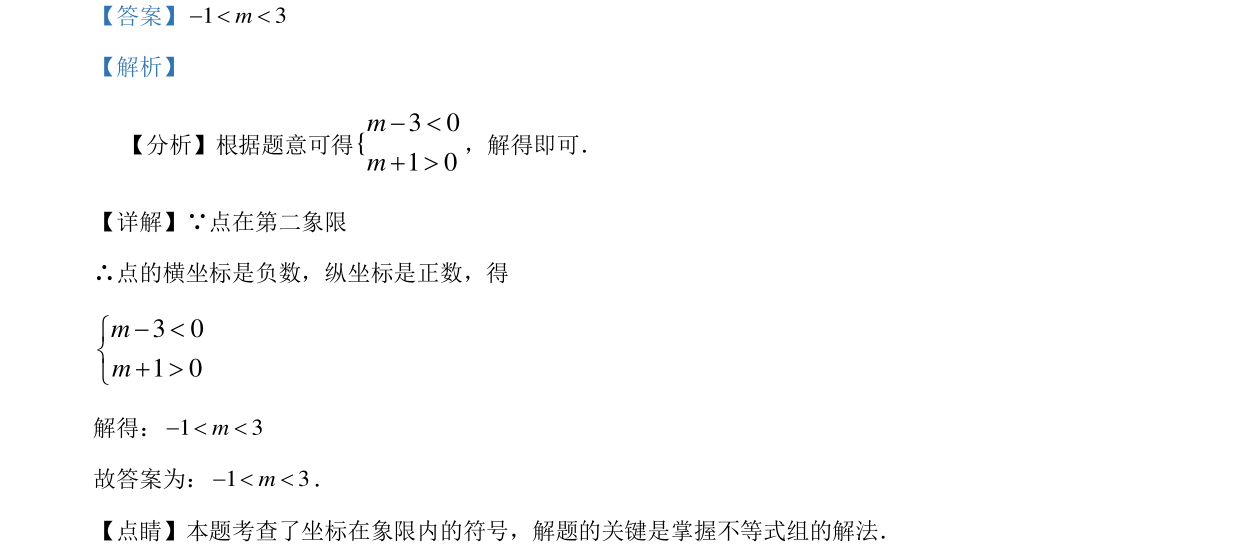 【答案】−1<m<3
【解析】
【分析】根据题意可得{m−3<0
m+1>0，解得即可．
【详解】∵点在第二象限
∴点的横坐标是负数，纵坐标是正数，得
{m−3<0
m+1>0
解得：−1<m<3
故答案为：−1<m<3．
【点睛】本题考查了坐标在象限内的符号，解题的关键是掌握不等式组的解法．